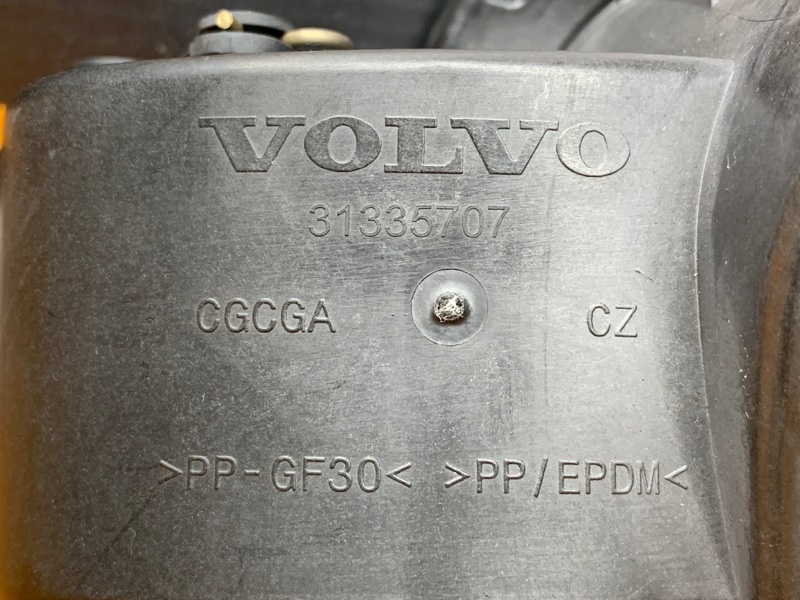 VOLVO
31335707
CGCGA CZ
>PP-GF30< >PP/EPDM<